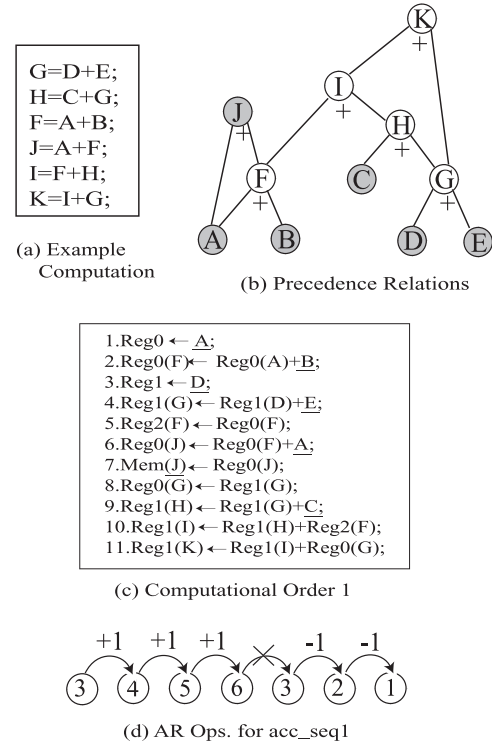 G=D+E;
H=C+G;
F=A+B;
J=A+F;
I=F+H;
K=I+G;
(a) Example
Computation
K
+
I
+
J
+
H
+
F
+
C
G
+
A
B
D
E
(b) Precedence Relations
1.Reg0 ← A;
2.Reg0(F)← Reg0(A)+B;
3.Reg1 ← D;
4.Reg1(G)← Reg1(D)+E;
5.Reg2(F) ←Reg0(F);
6.Reg0(J)←Reg0(F)+A;
7.Mem(J)←Reg0(J);
8.Reg0(G)←Reg1(G);
9.Reg1(H)←Reg1(G)+C;
10.Reg1(I)← Reg1(H)+Reg2(F);
11.Reg1(K)← Reg1(I)+Reg0(G);
(c) Computational Order 1
+1 +1 +1 -1 -1
3 4 5 6 3 2 1
(d) AR Ops. for acc_seq1